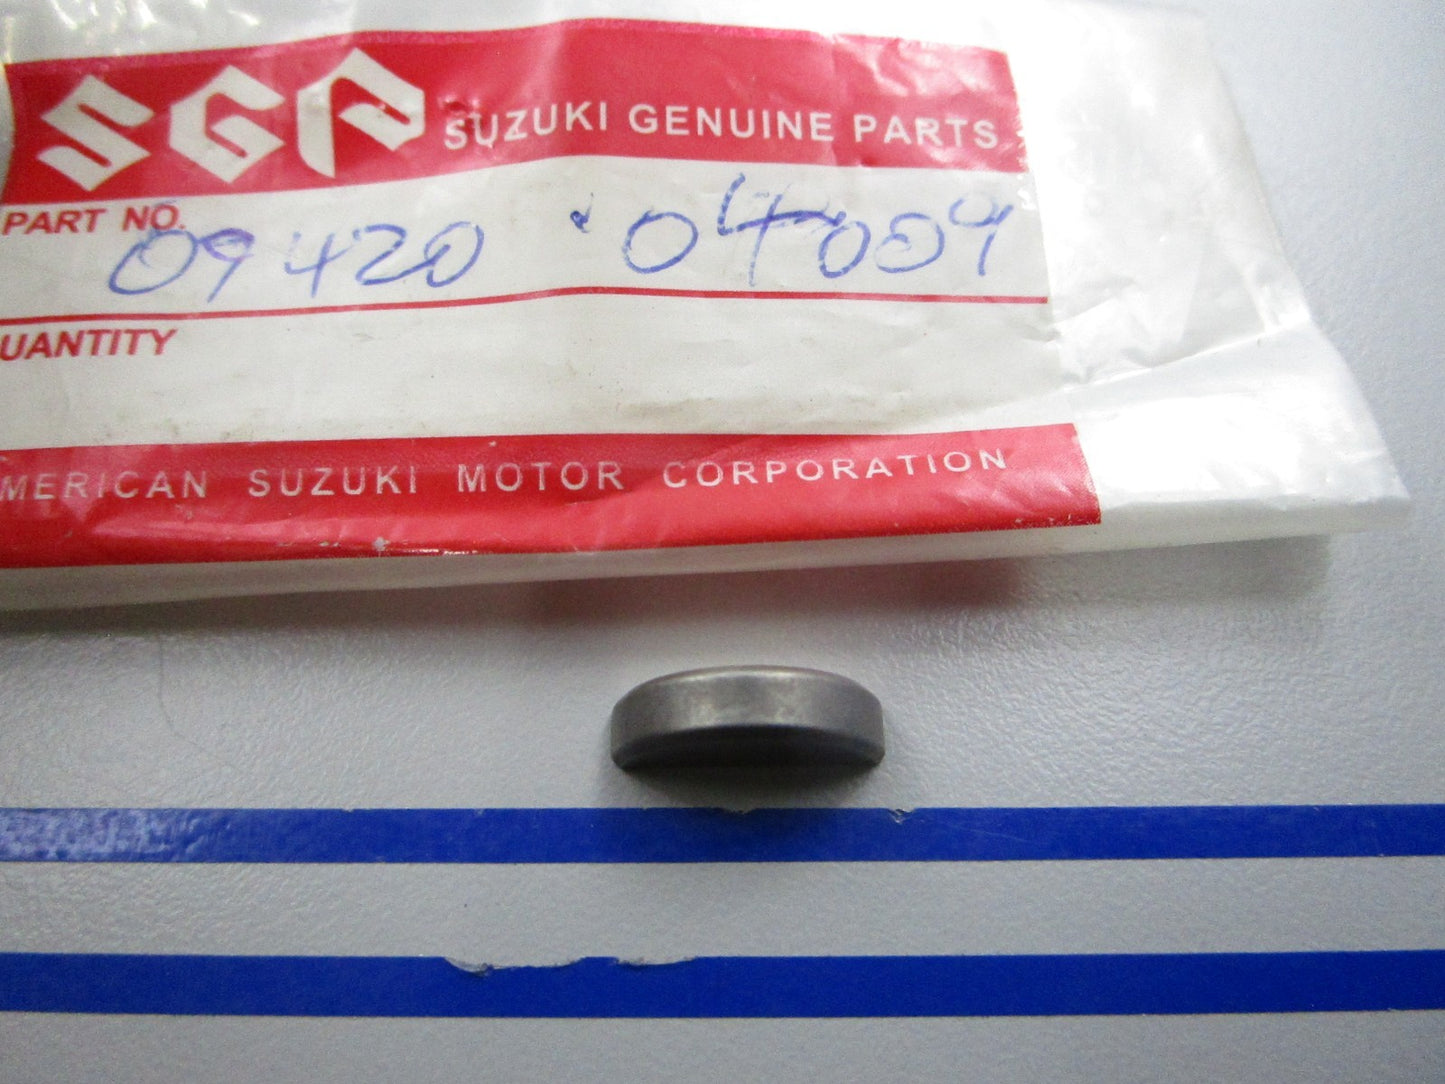 SGP SUZUKI GENUINE PARTS
PART NO. 09420-04009
UANTITY
MERICAN SUZUKI MOTOR CORPORATION